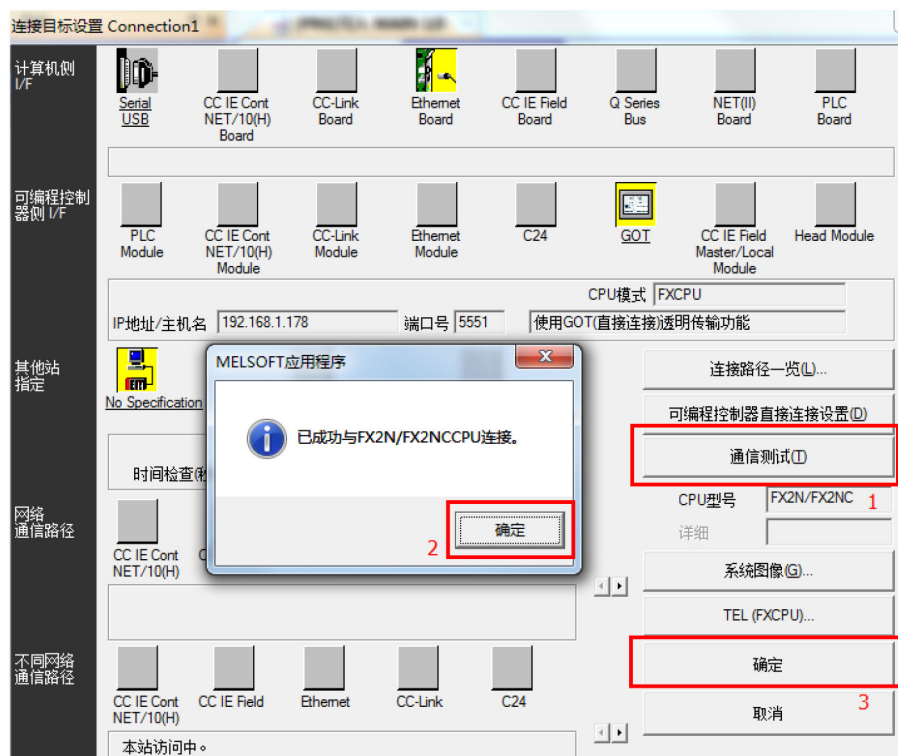 连接目标设置 Connection1
计算机侧
I/F
Serial
USB
CC IE Cont
NET/10(H)
Board
CC-Link
Board
Ethernet
Board
CC IE Field
Board
Q Series
Bus
NET(II)
Board
PLC
Board
可编程控制
器侧 I/F
PLC
Module
CC IE Cont
NET/10(H)
Module
CC-Link
Module
Ethernet
Module
C24
GOT
CC IE Field
Master/Local
Module
Head Module
CPU模式 FXCPU
IP地址/主机名 192.168.1.178 端口号 5551 使用GOT(直接连接)透明传输功能
其他站
指定
No Specification
时间检查(秒
MELSOFT应用程序
已成功与FX2N/FX2NCCPU连接。
确定
2
连接路径一览(L)...
可编程控制器直接连接设置(D)
通信测试(T)
CPU型号 FX2N/FX2NC 1
详细
系统图像(G)...
TEL (FXCPU)...
确定
3
取消
网络
通信路径
CC IE Cont
NET/10(H)
不同网络
通信路径
CC IE Cont
NET/10(H)
CC IE Field
Ethernet
CC-Link
C24
本站访问中。